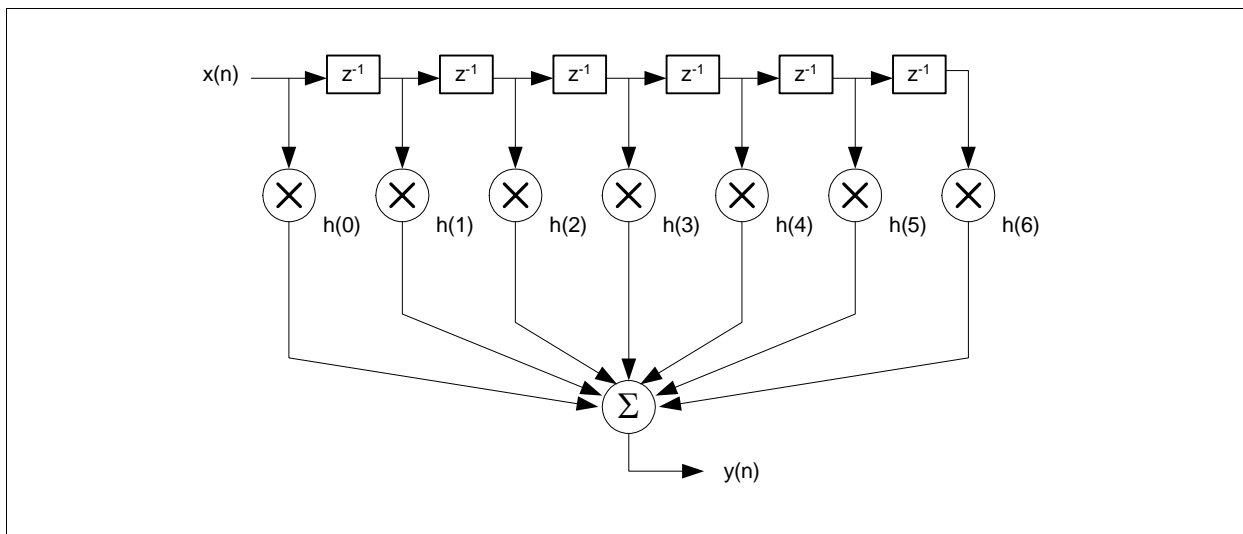 x(n) z⁻¹ z⁻¹ z⁻¹ z⁻¹ z⁻¹ z⁻¹
h(0) h(1) h(2) h(3) h(4) h(5) h(6)
Σ
y(n)